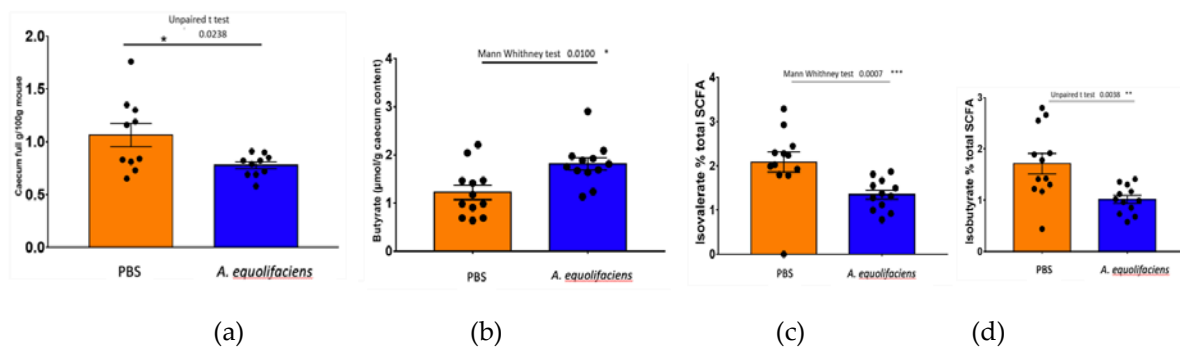 Unpaired t test
* 0.0238
Caecum full g/100g mouse
2.0
1.5
1.0
0.5
0.0
PBS
A. equolifaciens
(a)
Mann Whithney test 0.0100 *
Butyrate (µmol/g caecum content)
4
3
2
1
0
PBS
A. equolifaciens
(b)
Mann Whithney test 0.0007 ***
Isovalerate % total SCFA
4
3
2
1
0
PBS
A. equolifaciens
(c)
Unpaired t test 0.0038 **
Isobutyrate % total SCFA
3
2
1
0
PBS
A. equolifaciens
(d)